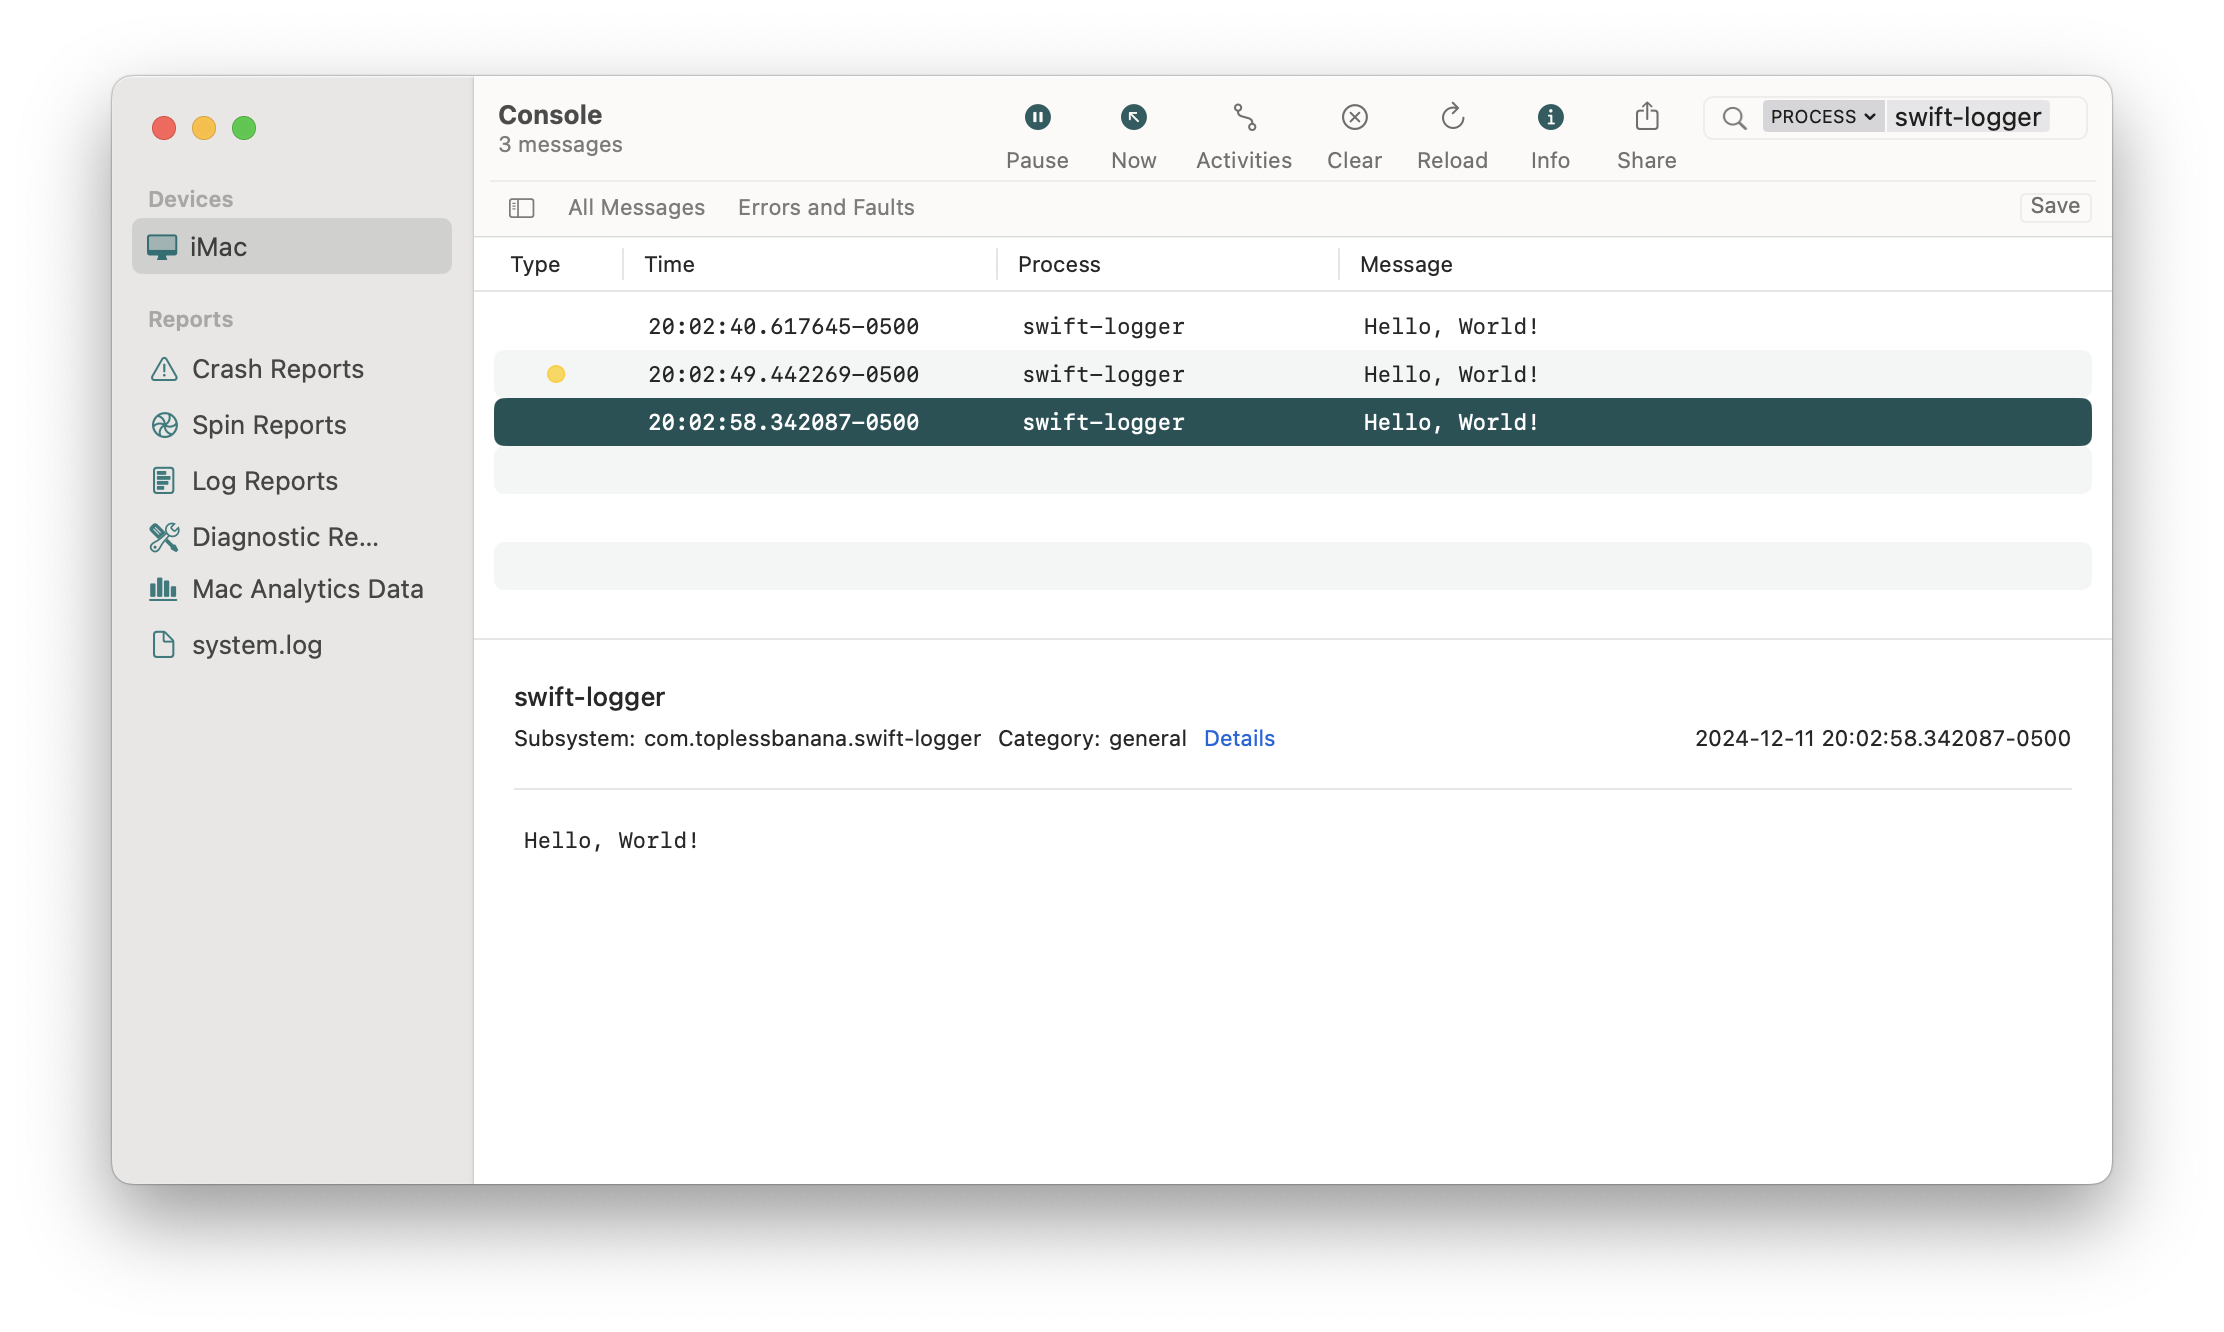 Devices
iMac
Reports
Crash Reports
Spin Reports
Log Reports
Diagnostic Re...
Mac Analytics Data
system.log
Console
3 messages
Pause Now Activities Clear Reload Info Share
PROCESS swift-logger
All Messages Errors and Faults Save
Type Time Process Message
20:02:40.617645-0500 swift-logger Hello, World!
20:02:49.442269-0500 swift-logger Hello, World!
20:02:58.342087-0500 swift-logger Hello, World!
swift-logger
Subsystem: com.toplessbanana.swift-logger Category: general Details 2024-12-11 20:02:58.342087-0500
Hello, World!